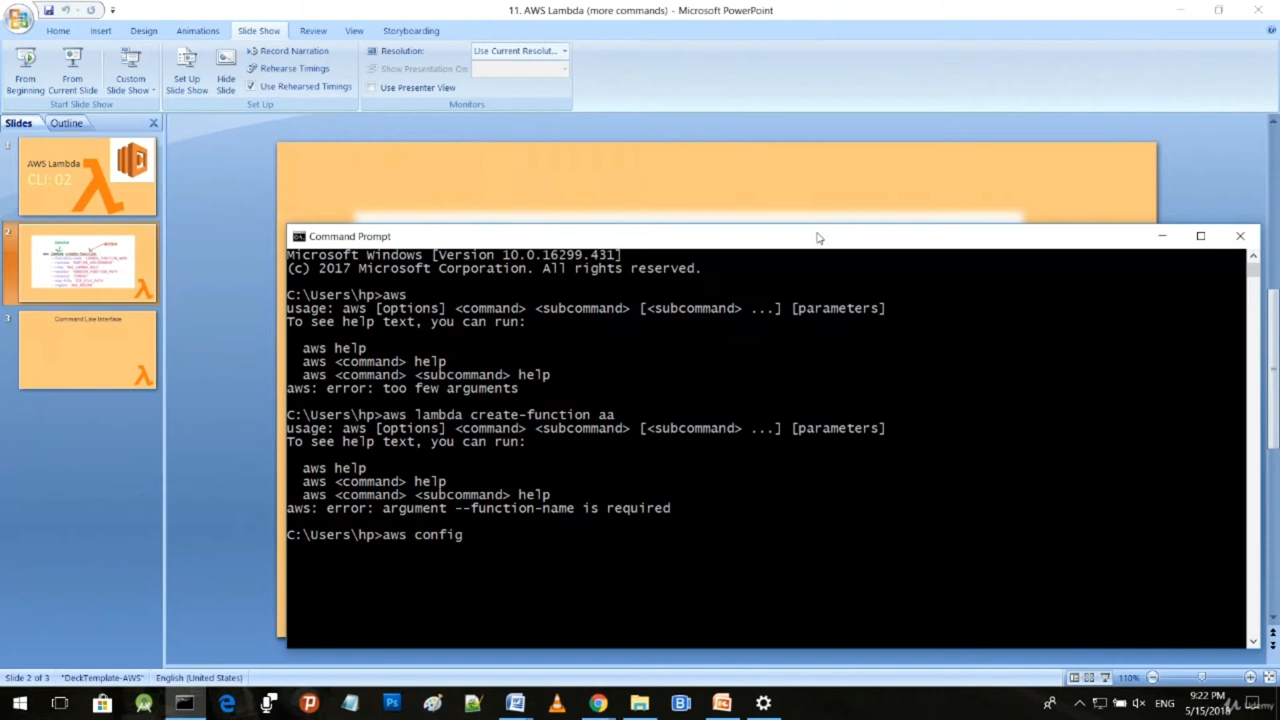 11. AWS Lambda (more commands) - Microsoft PowerPoint
Home Insert Design Animations Slide Show Review View Storyboarding
From Beginning
From Current Slide
Custom Slide Show
Start Slide Show
Set Up Slide Show
Hide Slide
Record Narration
Rehearse Timings
Use Rehearsed Timings
Set Up
Resolution: Use Current Resolut...
Show Presentation On:
Use Presenter View
Monitors
Slides Outline
1
AWS Lambda
CLI: 02
2
3
Command Line Interface
Command Prompt
Microsoft Windows [Version 10.0.16299.431]
(c) 2017 Microsoft Corporation. All rights reserved.
C:\Users\hp>aws
usage: aws [options] <command> <subcommand> [<subcommand> ...] [parameters]
To see help text, you can run:
aws help
aws <command> help
aws <command> <subcommand> help
aws: error: too few arguments
C:\Users\hp>aws lambda create-function aa
usage: aws [options] <command> <subcommand> [<subcommand> ...] [parameters]
To see help text, you can run:
aws help
aws <command> help
aws <command> <subcommand> help
aws: error: argument --function-name is required
C:\Users\hp>aws config
Slide 2 of 3 "DeckTemplate-AWS" English (United States)
110%
ENG
9:22 PM
5/15/2018
Udemy